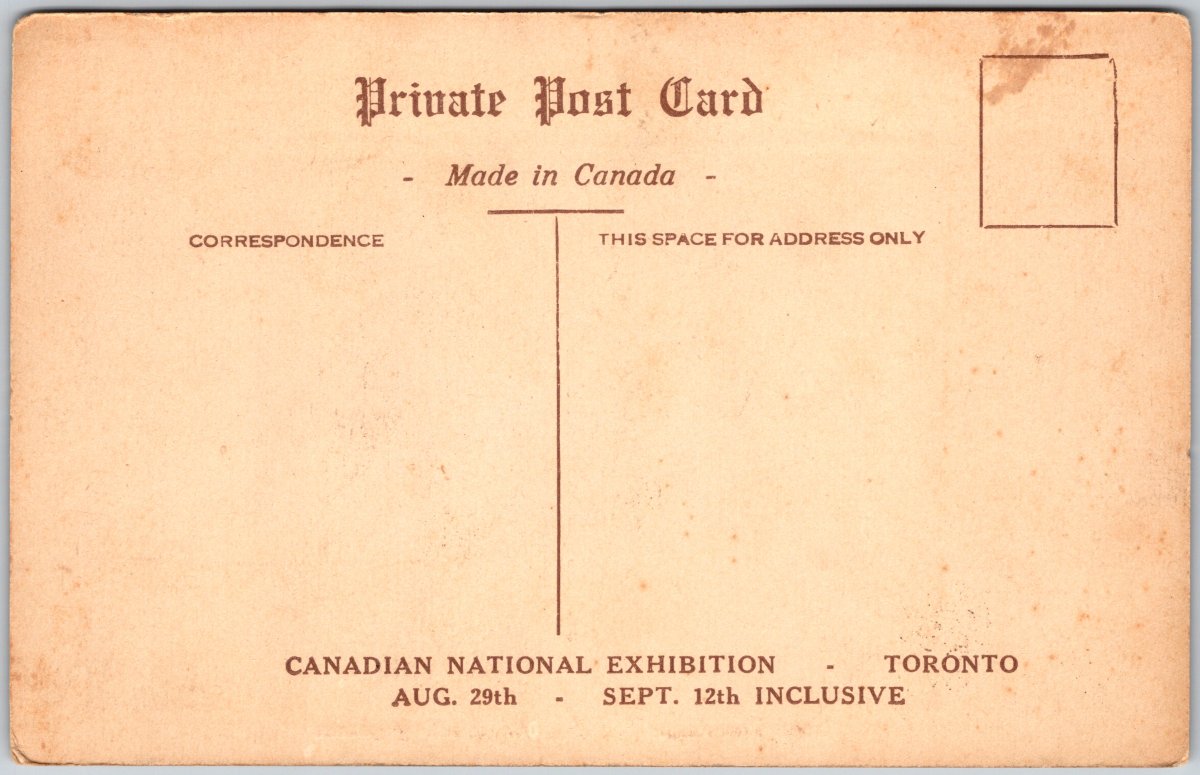 Private Post Card
- Made in Canada -
CORRESPONDENCE
THIS SPACE FOR ADDRESS ONLY
CANADIAN NATIONAL EXHIBITION - TORONTO
AUG. 29th - SEPT. 12th INCLUSIVE